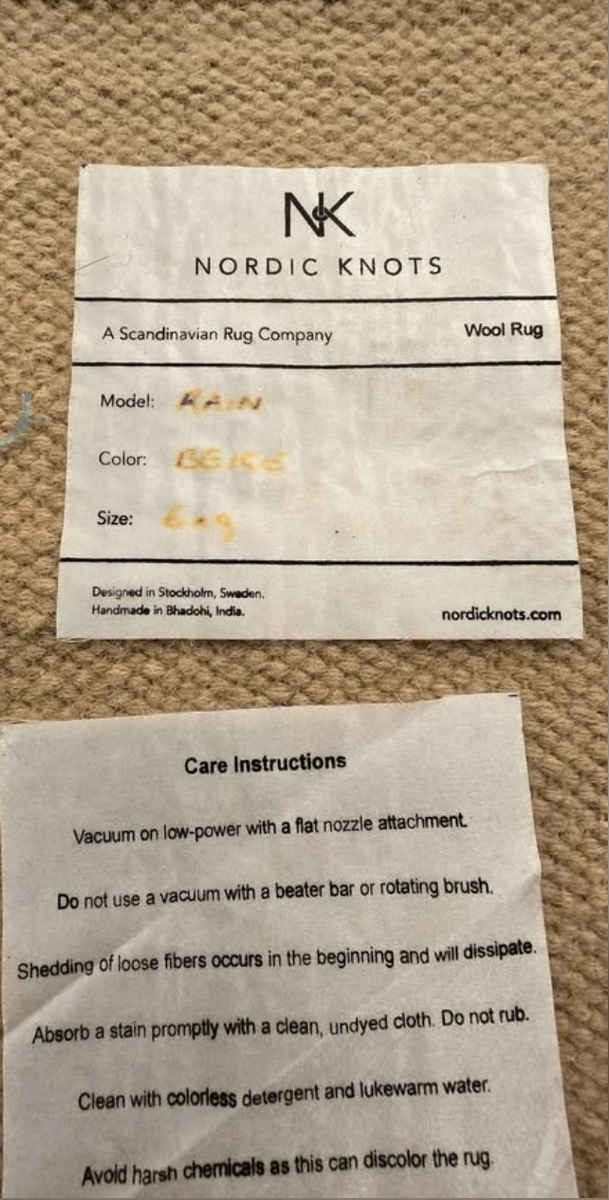 NK
NORDIC KNOTS
A Scandinavian Rug Company
Wool Rug
Model: RAIN
Color: BEIGE
Size:
Designed in Stockholm, Sweden.
Handmade in Bhadohi, India.
nordicknots.com
Care Instructions
Vacuum on low-power with a flat nozzle attachment.
Do not use a vacuum with a beater bar or rotating brush.
Shedding of loose fibers occurs in the beginning and will dissipate.
Absorb a stain promptly with a clean, undyed cloth. Do not rub.
Clean with colorless detergent and lukewarm water.
Avoid harsh chemicals as this can discolor the rug.